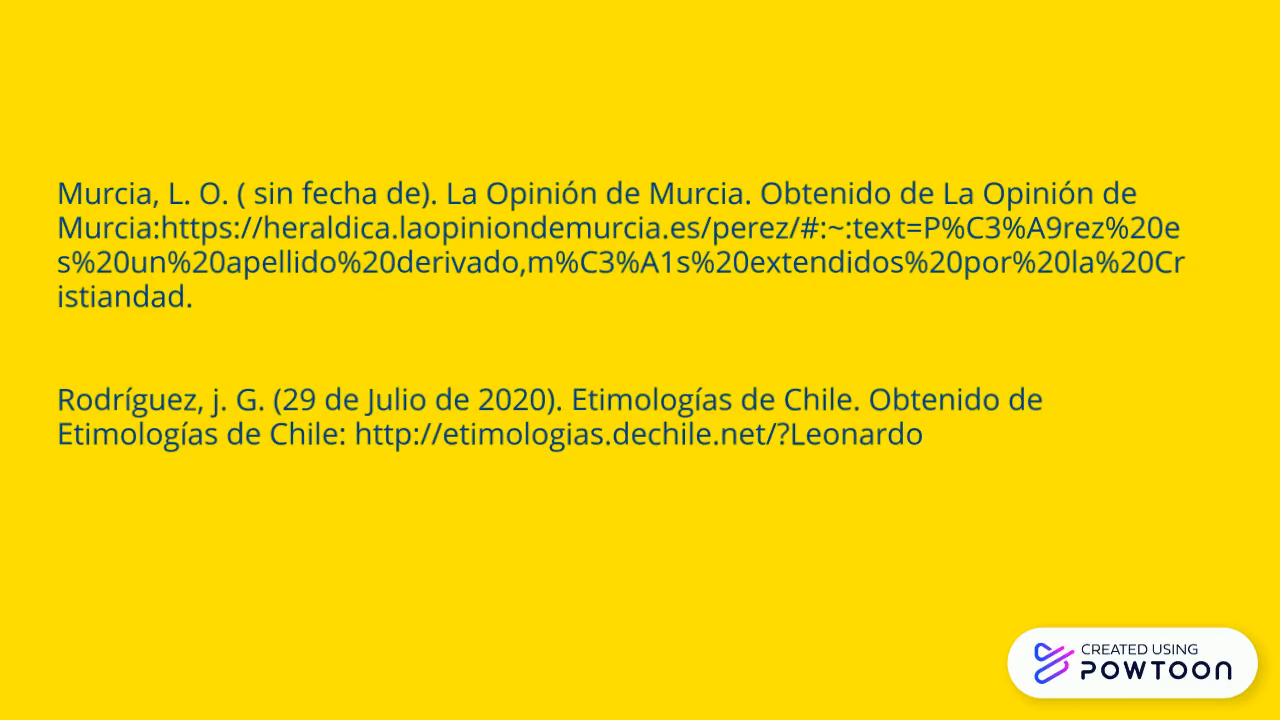 Murcia, L. O. ( sin fecha de). La Opinión de Murcia. Obtenido de La Opinión de
Murcia:https://heraldica.laopiniondemurcia.es/perez/#:~:text=P%C3%A9rez%20e
s%20un%20apellido%20derivado,m%C3%A1s%20extendidos%20por%20la%20Cr
istiandad.
Rodríguez, j. G. (29 de Julio de 2020). Etimologías de Chile. Obtenido de
Etimologías de Chile: http://etimologias.dechile.net/?Leonardo
CREATED USING
POWTOON